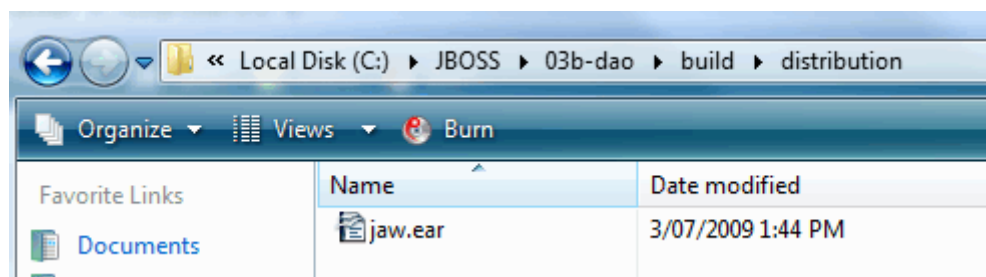 « Local Disk (C:) ▸ JBOSS ▸ 03b-dao ▸ build ▸ distribution
Organize Views Burn
Favorite Links Name Date modified
Documents jaw.ear 3/07/2009 1:44 PM